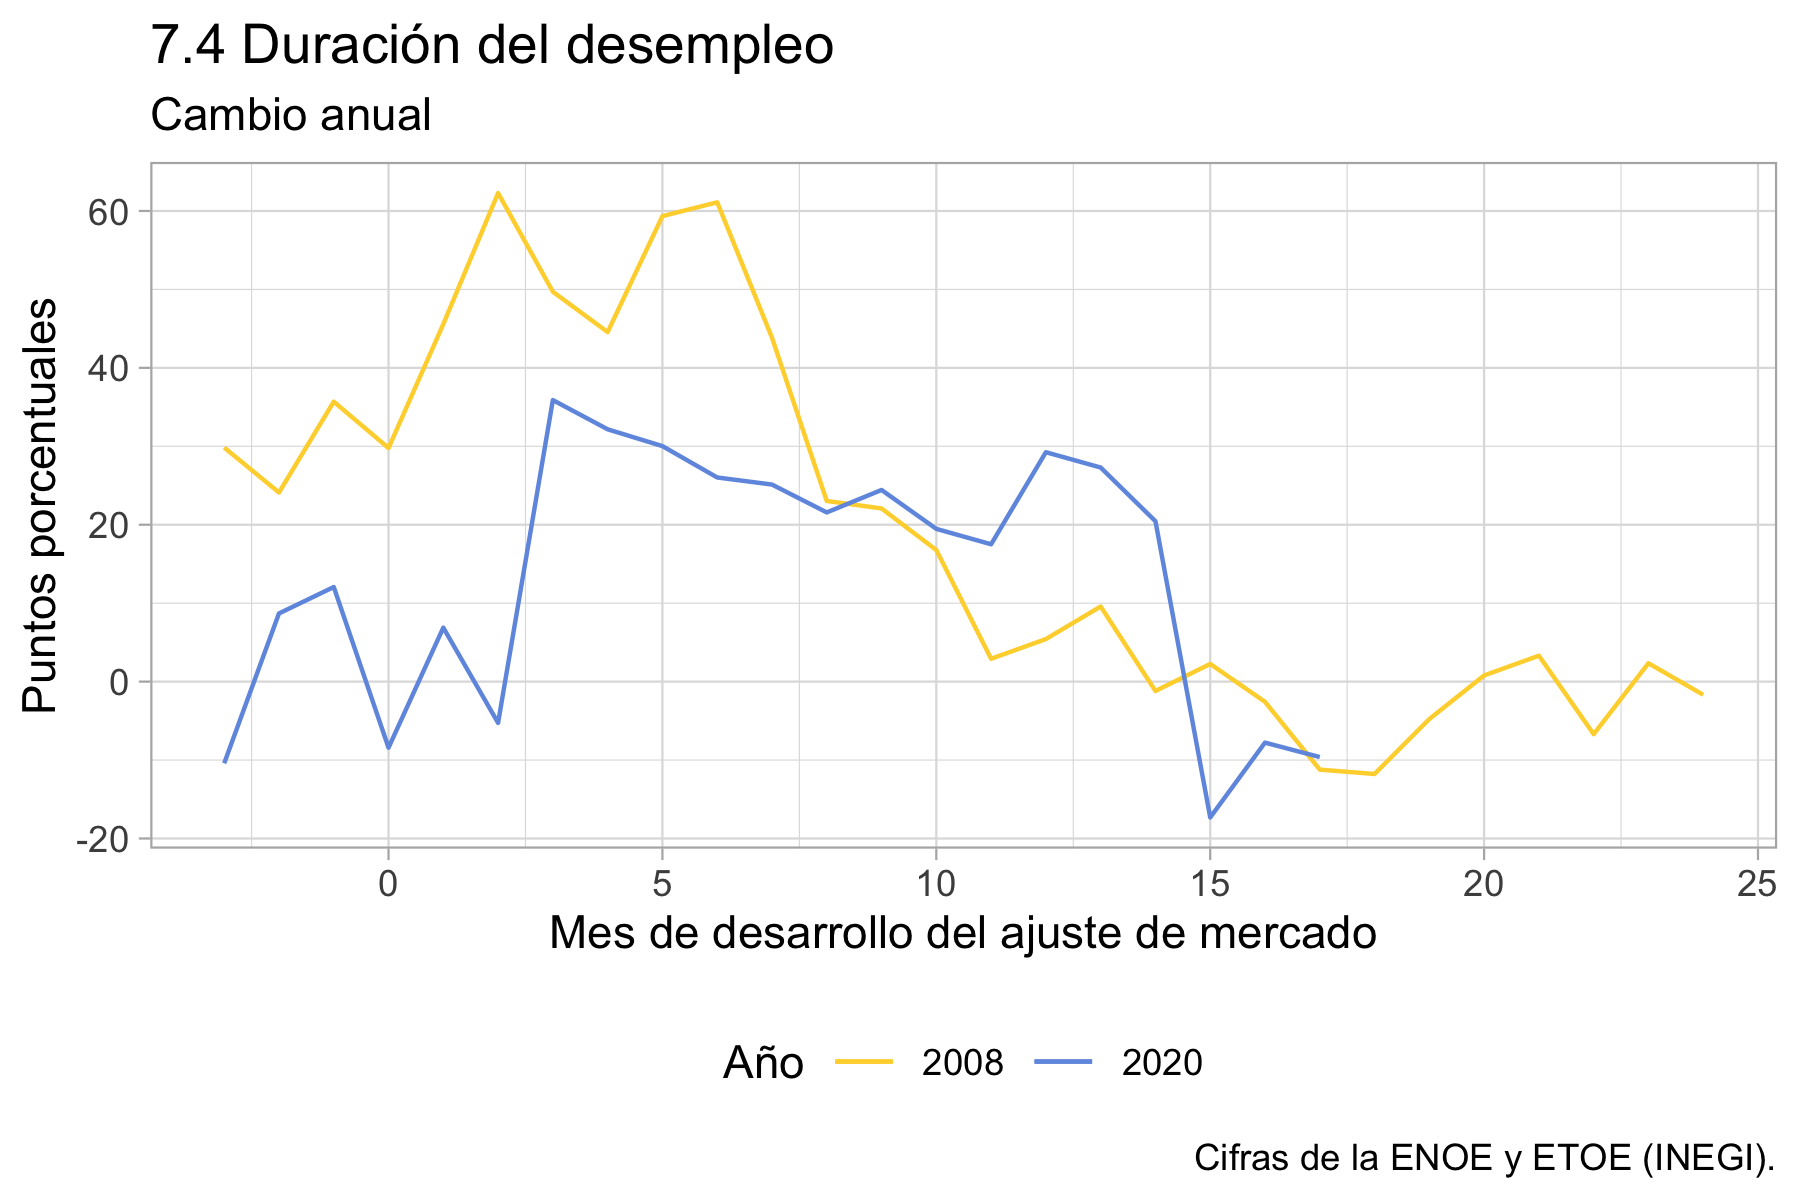 7.4 Duración del desempleo
Cambio anual
Puntos porcentuales
60
40
20
0
-20
0 5 10 15 20 25
Mes de desarrollo del ajuste de mercado
Año 2008 2020
Cifras de la ENOE y ETOE (INEGI).